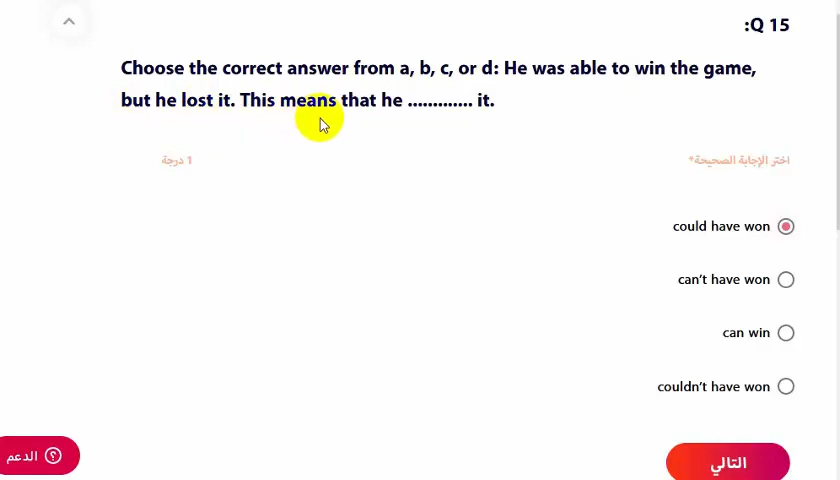 :Q 15
Choose the correct answer from a, b, c, or d: He was able to win the game,
but he lost it. This means that he ............. it.
اختر الإجابة الصحيحة*
1 درجة
could have won
can't have won
can win
couldn't have won
الدعم
التالي